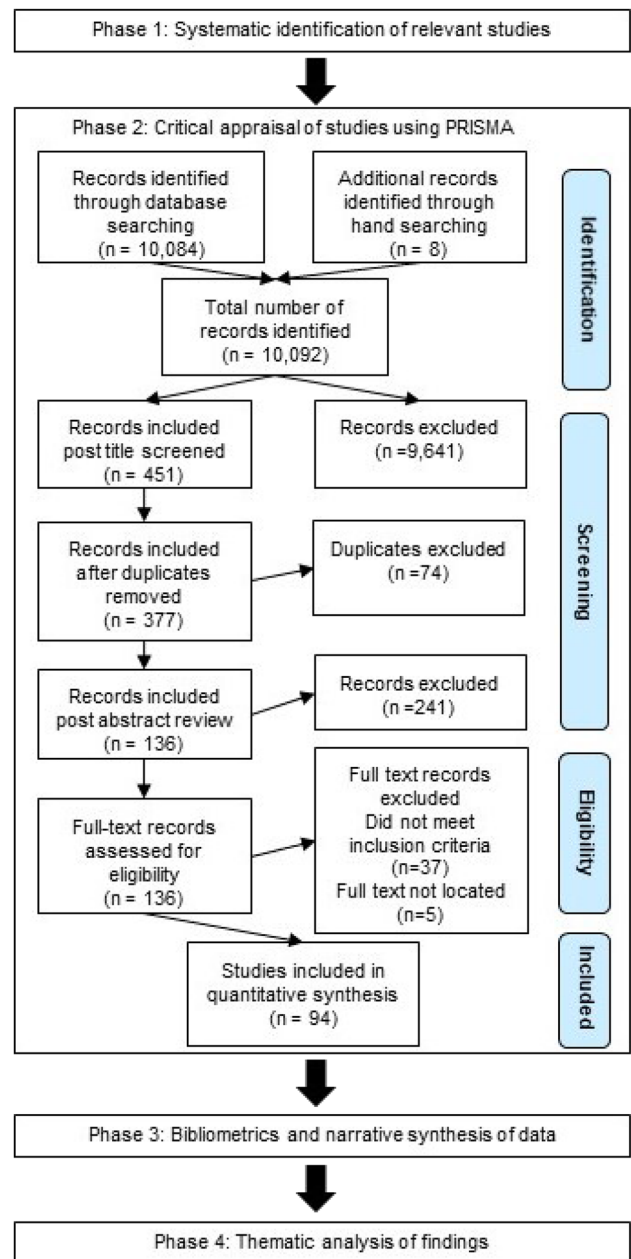 Phase 1: Systematic identification of relevant studies
Phase 2: Critical appraisal of studies using PRISMA
Records identified
through database
searching
(n = 10,084)
Additional records
identified through
hand searching
(n = 8)
Identification
Total number of
records identified
(n = 10,092)
Records included
post title screened
(n = 451)
Records excluded
(n =9,641)
Screening
Records included
after duplicates
removed
(n = 377)
Duplicates excluded
(n =74)
Records included
post abstract review
(n = 136)
Records excluded
(n =241)
Full-text records
assessed for
eligibility
(n = 136)
Full text records
excluded
Did not meet
inclusion criteria
(n=37)
Full text not located
(n=5)
Eligibility
Studies included in
quantitative synthesis
(n = 94)
Included
Phase 3: Bibliometrics and narrative synthesis of data
Phase 4: Thematic analysis of findings